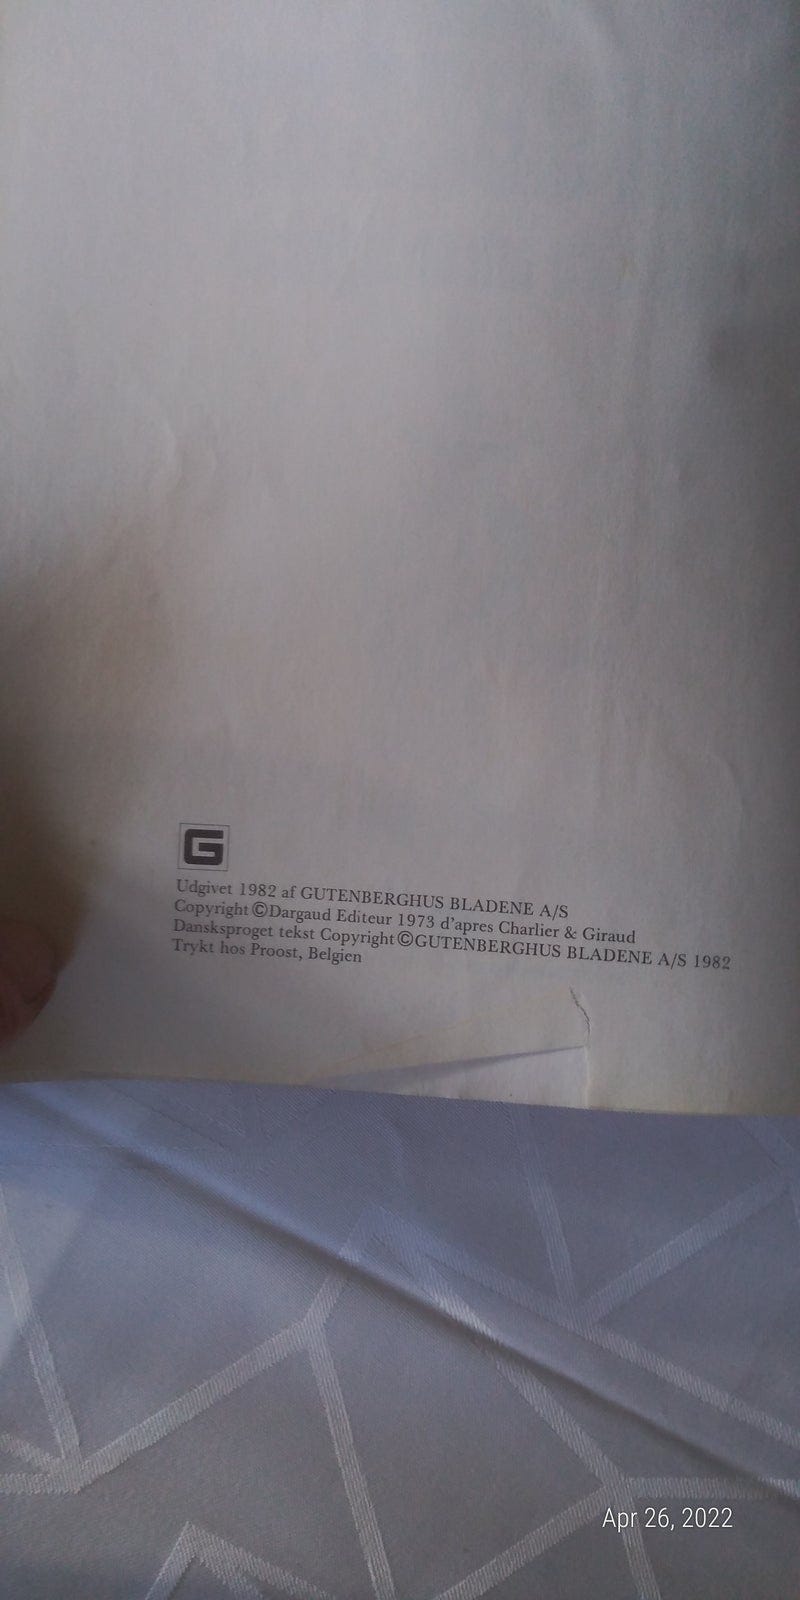 G
Udgivet 1982 af GUTENBERGHUS BLADENE A/S
Copyright ©Dargaud Editeur 1973 d'apres Charlier & Giraud
Dansksproget tekst Copyright ©GUTENBERGHUS BLADENE A/S 1982
Trykt hos Proost, Belgien
Apr 26, 2022